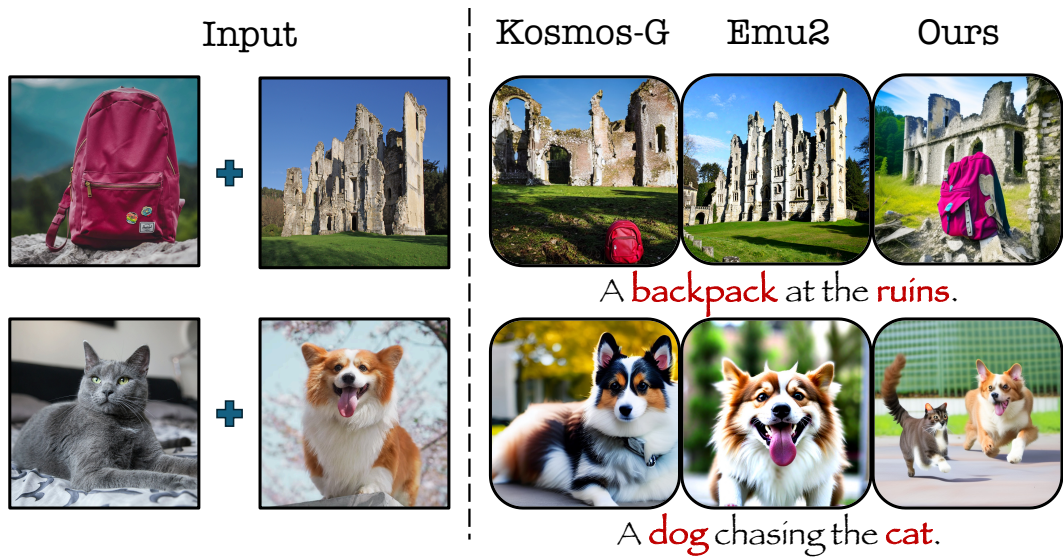 Input
Kosmos-G Emu2 Ours
A backpack at the ruins.
A dog chasing the cat.